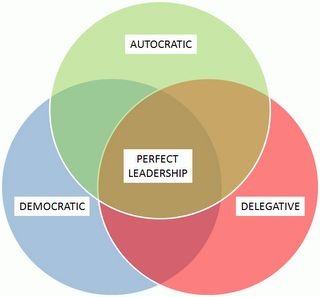 AUTOCRATIC
PERFECT
LEADERSHIP
DEMOCRATIC
DELEGATIVE